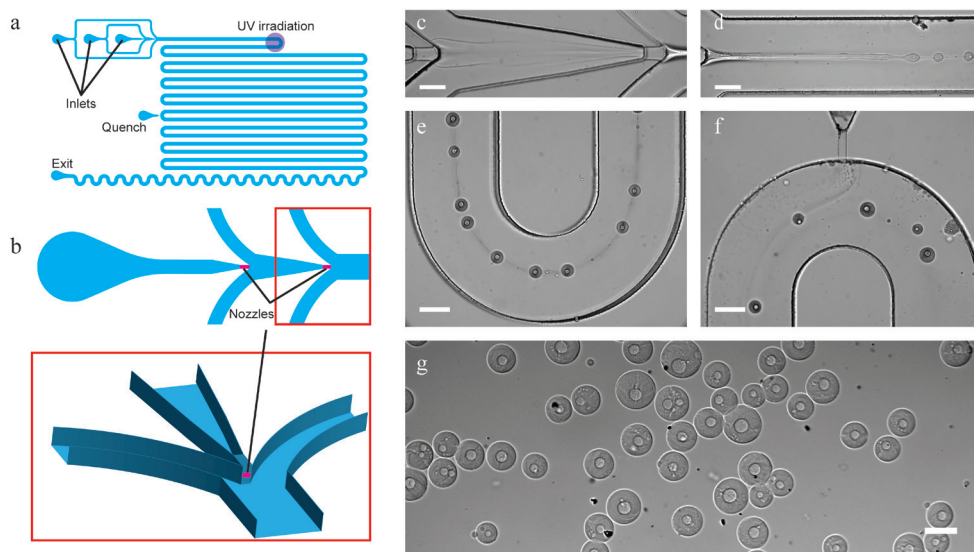 a
UV irradiation
Inlets
Quench
Exit
b
Nozzles
c
d
e
f
g